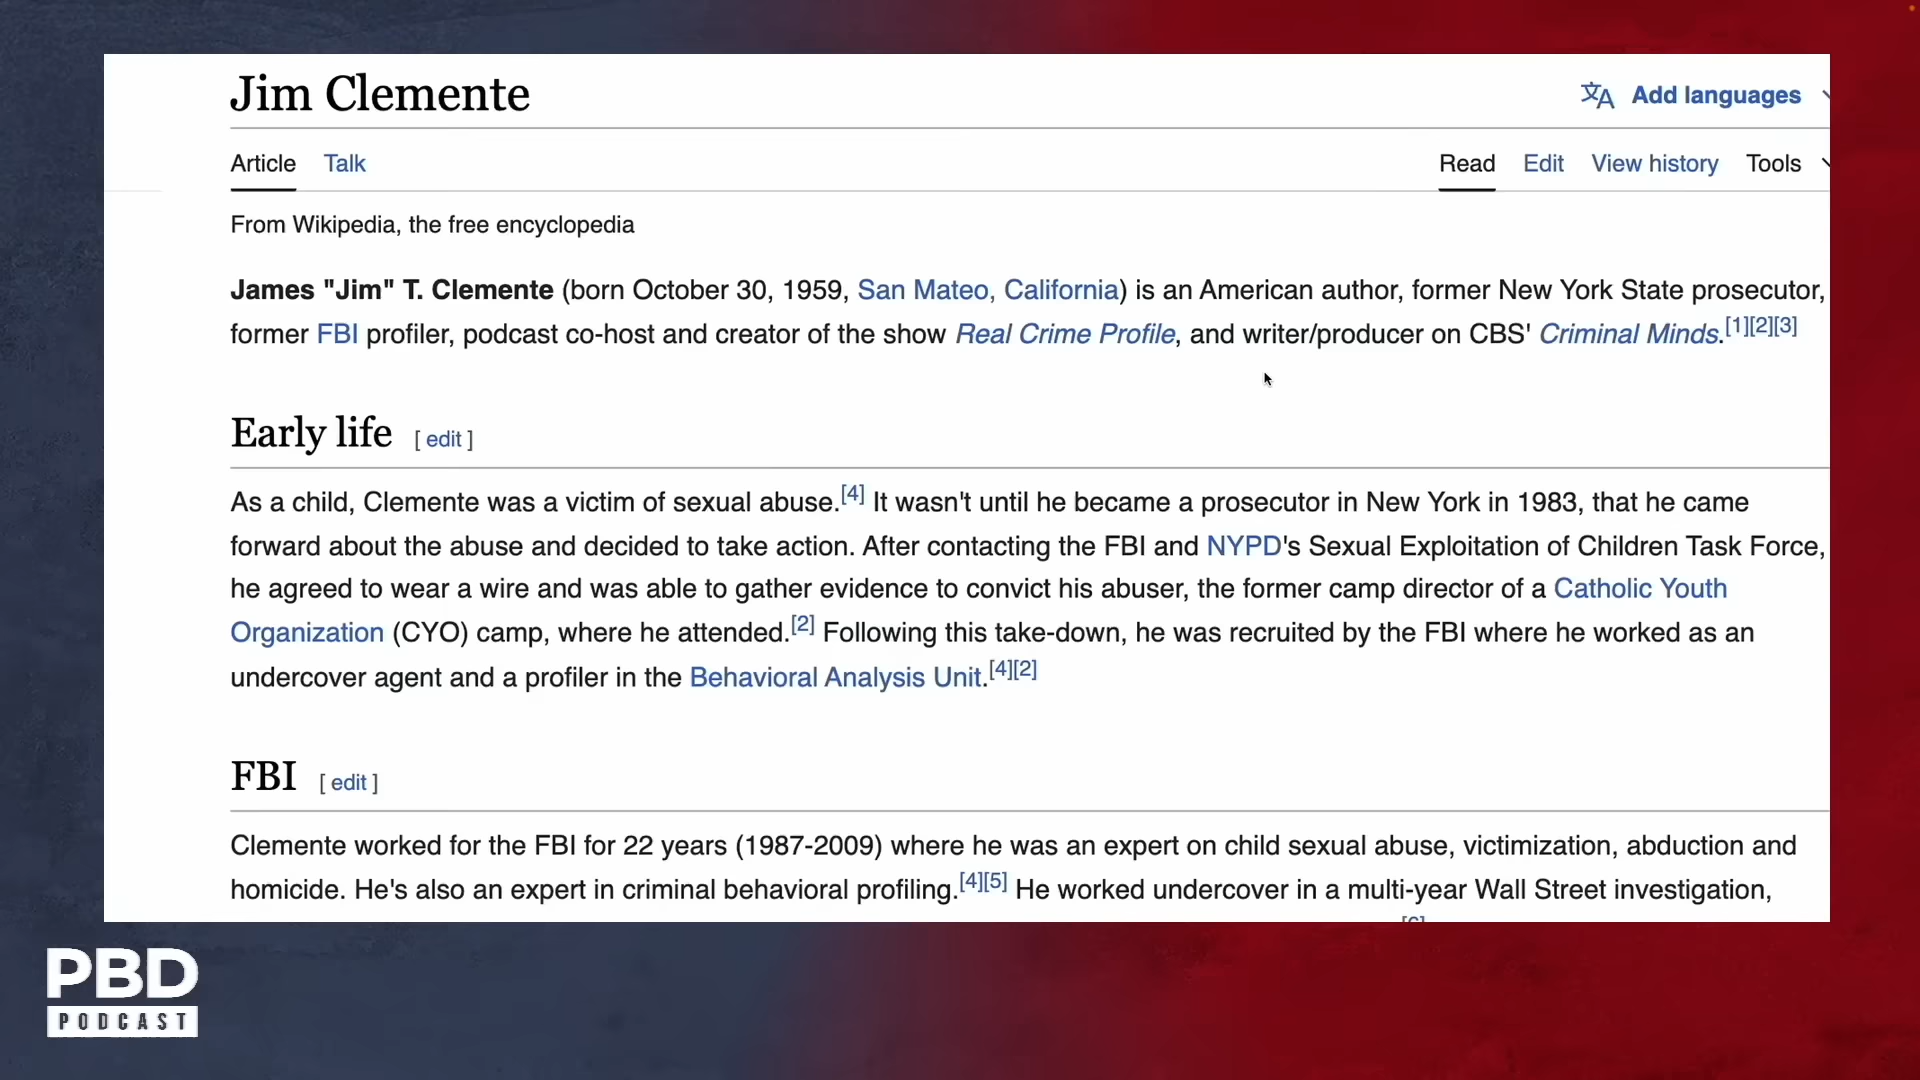 Jim Clemente
Add languages
Article Talk
Read Edit View history Tools
From Wikipedia, the free encyclopedia
James "Jim" T. Clemente (born October 30, 1959, San Mateo, California) is an American author, former New York State prosecutor,
former FBI profiler, podcast co-host and creator of the show Real Crime Profile, and writer/producer on CBS' Criminal Minds.[1][2][3]
Early life [ edit ]
As a child, Clemente was a victim of sexual abuse.[4] It wasn't until he became a prosecutor in New York in 1983, that he came
forward about the abuse and decided to take action. After contacting the FBI and NYPD's Sexual Exploitation of Children Task Force,
he agreed to wear a wire and was able to gather evidence to convict his abuser, the former camp director of a Catholic Youth
Organization (CYO) camp, where he attended.[2] Following this take-down, he was recruited by the FBI where he worked as an
undercover agent and a profiler in the Behavioral Analysis Unit.[4][2]
FBI [ edit ]
Clemente worked for the FBI for 22 years (1987-2009) where he was an expert on child sexual abuse, victimization, abduction and
homicide. He's also an expert in criminal behavioral profiling.[4][5] He worked undercover in a multi-year Wall Street investigation,
PBD
PODCAST